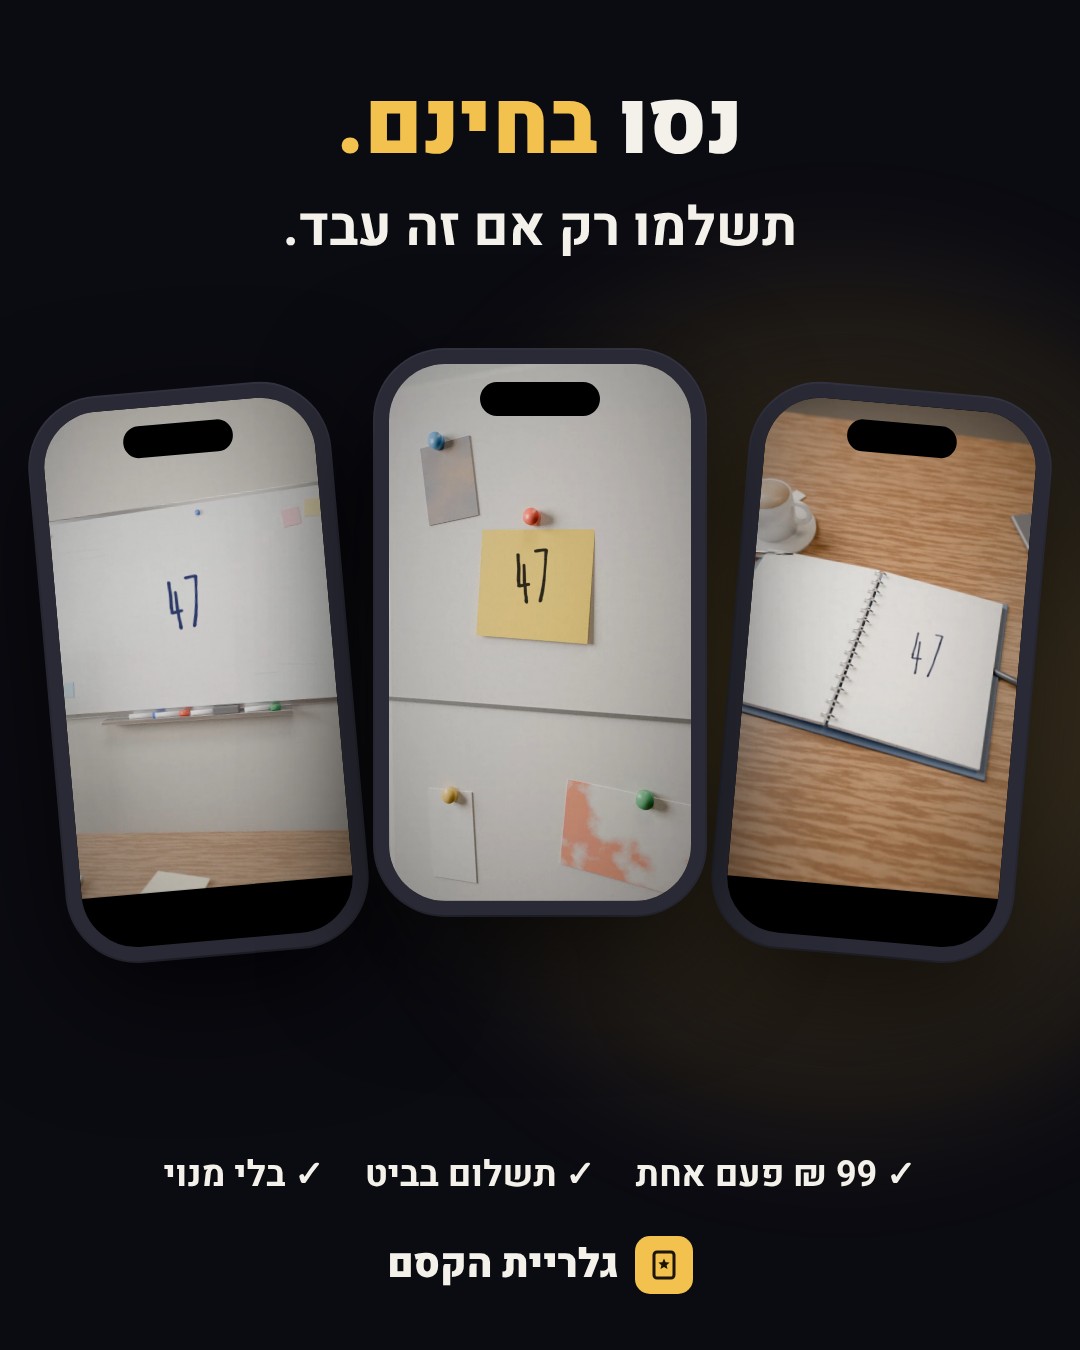 נסו בחינם.
תשלמו רק אם זה עבד.
47
47
47
✓ 99 ₪ פעם אחת ✓ תשלום בביט ✓ בלי מנוי
גלריית הקסם